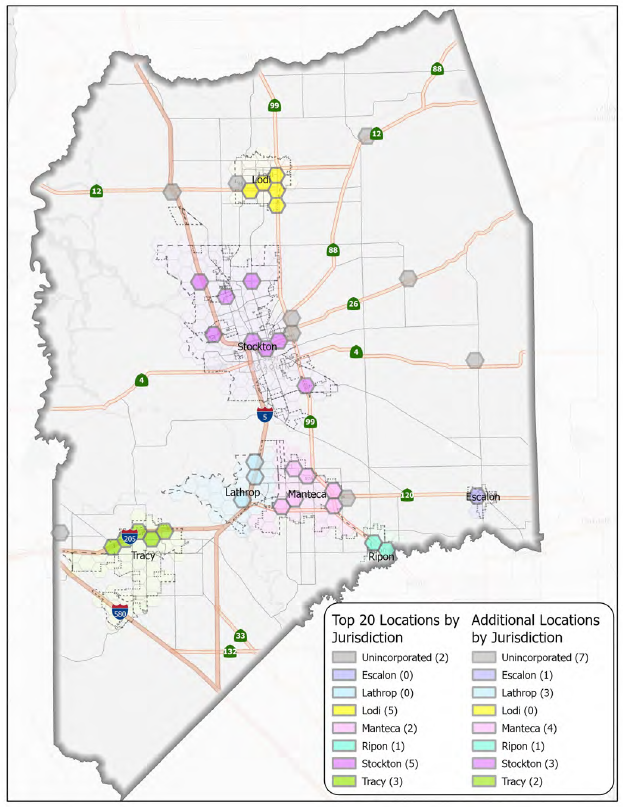 88
99
12
Lodi
12
88
26
Stockton
4
4
5
99
Lathrop
Manteca
120
Escalon
205
Tracy
Ripon
580
33
132
Top 20 Locations by
Jurisdiction
Unincorporated (2)
Escalon (0)
Lathrop (0)
Lodi (5)
Manteca (2)
Ripon (1)
Stockton (5)
Tracy (3)
Additional Locations
by Jurisdiction
Unincorporated (7)
Escalon (1)
Lathrop (3)
Lodi (0)
Manteca (4)
Ripon (1)
Stockton (3)
Tracy (2)